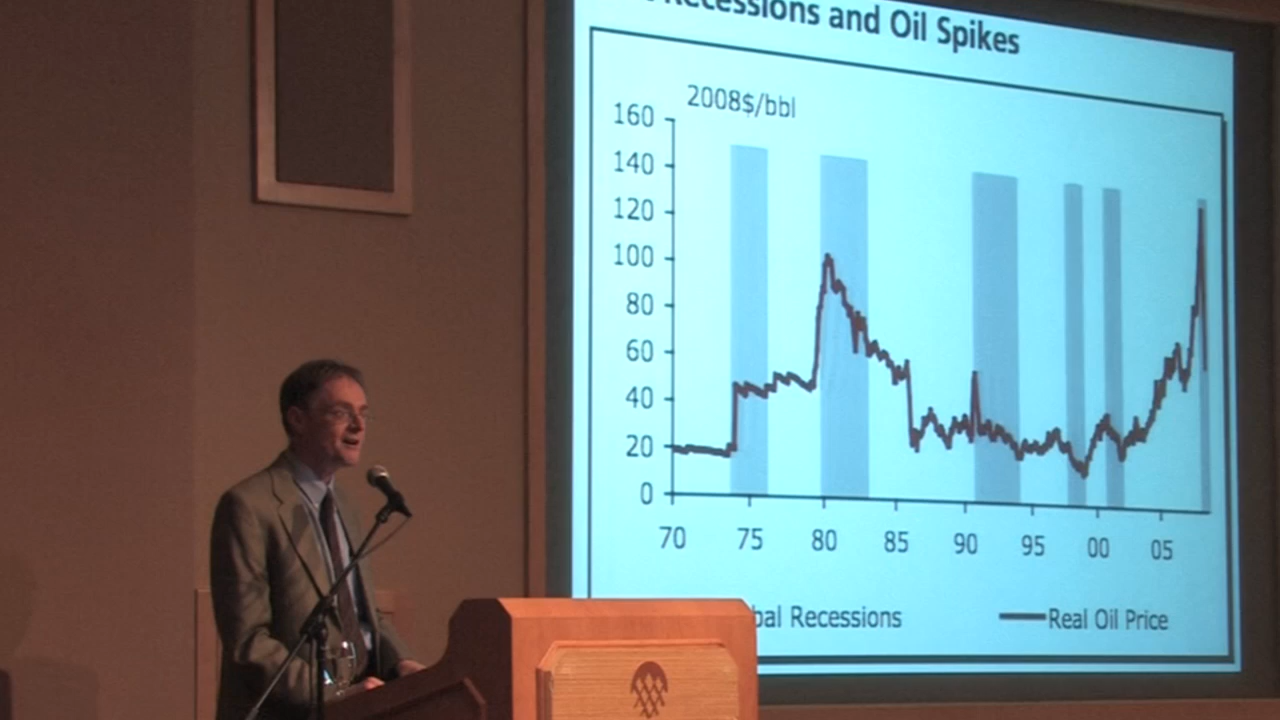 Recessions and Oil Spikes
2008$/bbl
160
140
120
100
80
60
40
20
0
70 75 80 85 90 95 00 05
Recessions Real Oil Price